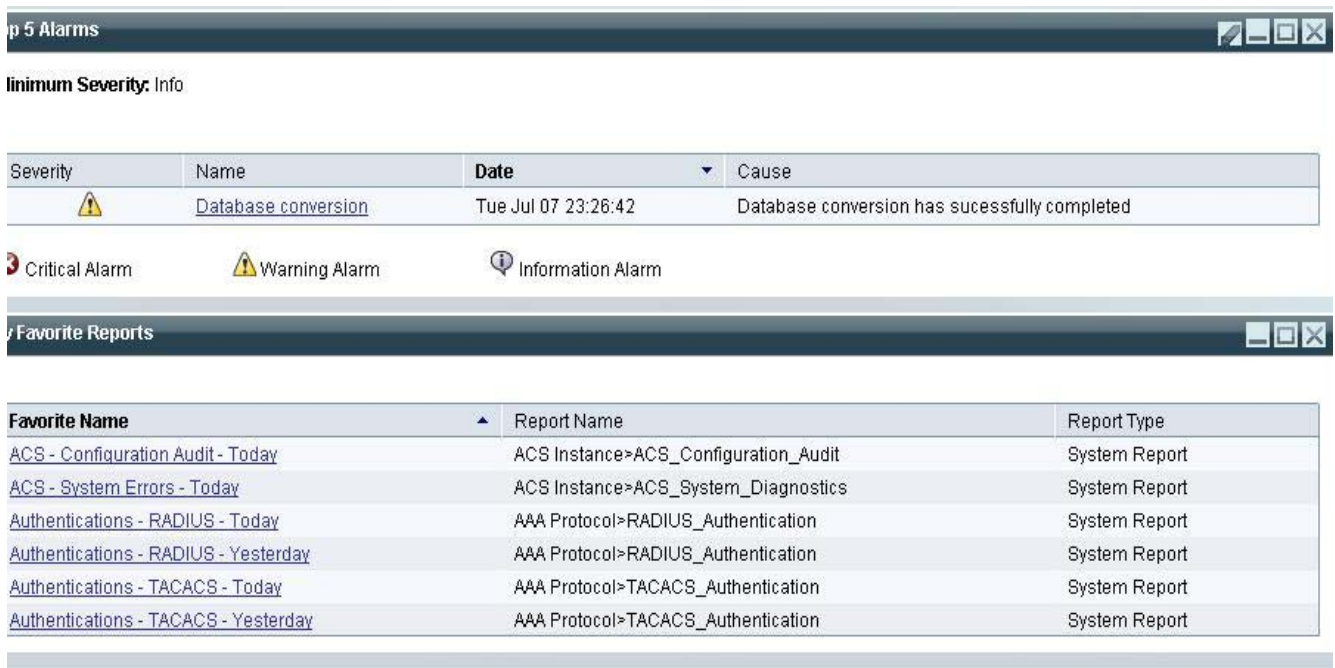 p 5 Alarms
linimum Severity: Info
Severity Name Date Cause
Database conversion Tue Jul 07 23:26:42 Database conversion has sucessfully completed
Critical Alarm Warning Alarm Information Alarm
Favorite Reports
Favorite Name Report Name Report Type
ACS - Configuration Audit - Today ACS Instance>ACS_Configuration_Audit System Report
ACS - System Errors - Today ACS Instance>ACS_System_Diagnostics System Report
Authentications - RADIUS - Today AAA Protocol>RADIUS_Authentication System Report
Authentications - RADIUS - Yesterday AAA Protocol>RADIUS_Authentication System Report
Authentications - TACACS - Today AAA Protocol>TACACS_Authentication System Report
Authentications - TACACS - Yesterday AAA Protocol>TACACS_Authentication System Report